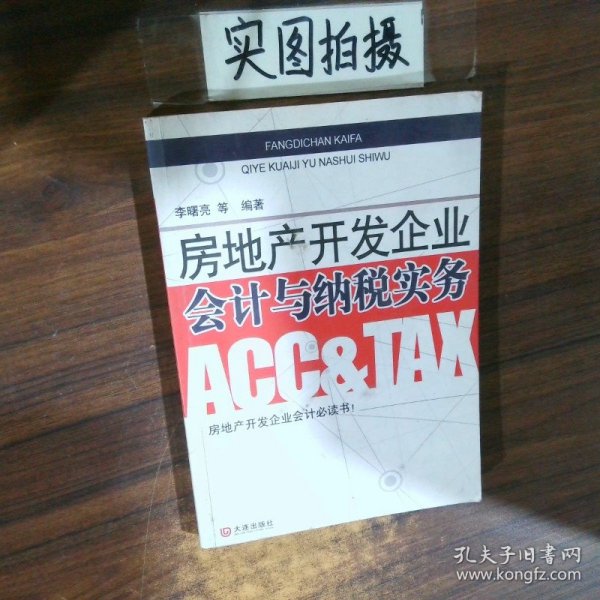 实图拍摄
FANGDICHAN KAIFA
QIYE KUAIJI YU NASHUI SHIWU
李曙亮 等 编著
房地产开发企业
会计与纳税实务
ACC&TAX
房地产开发企业会计必读书!
大连出版社
孔夫子旧书网
www.kongfz.com